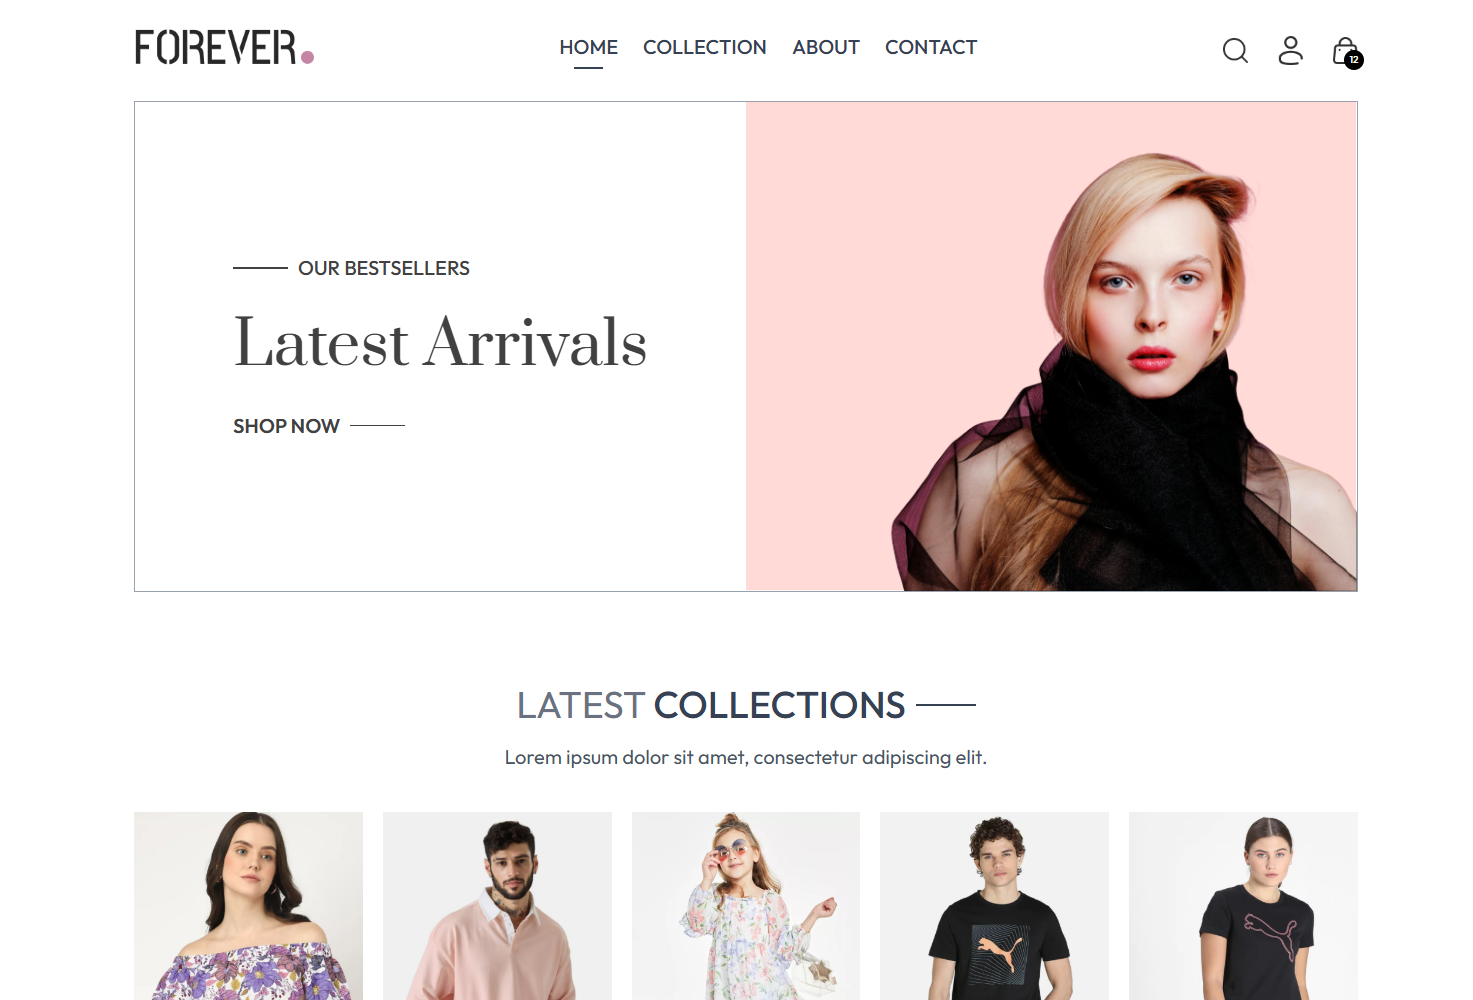 FOREVER.
HOME COLLECTION ABOUT CONTACT
12
OUR BESTSELLERS
Latest Arrivals
SHOP NOW
LATEST COLLECTIONS
Lorem ipsum dolor sit amet, consectetur adipiscing elit.